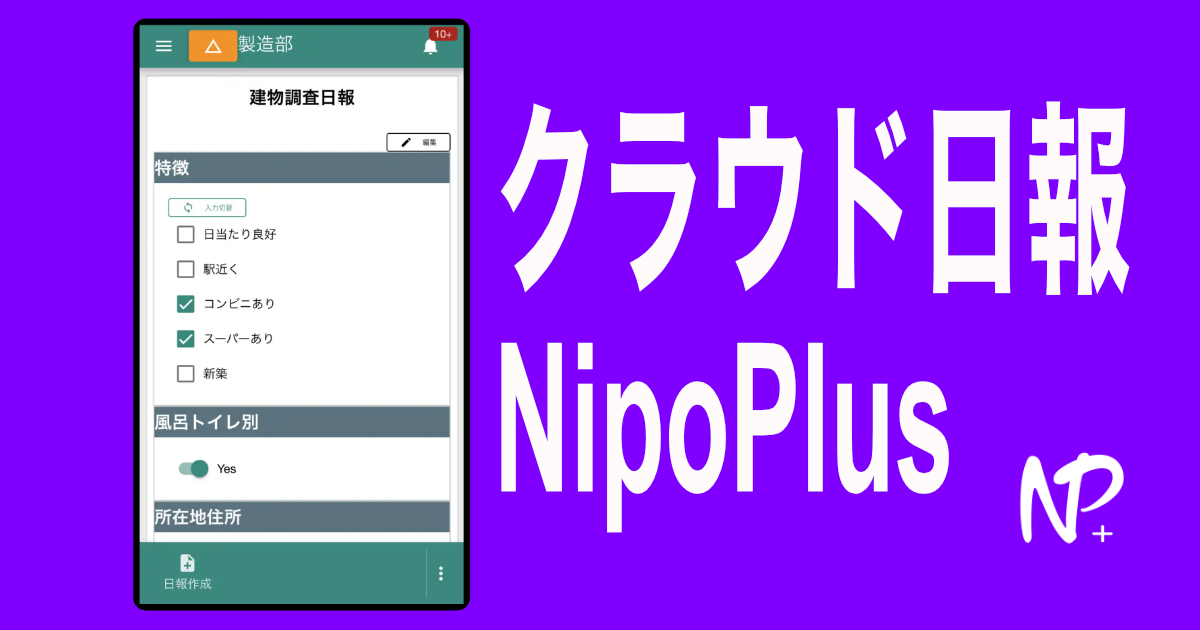 製造部
10+
建物調査日報
編集
特徴
入力切替
日当たり良好
駅近く
コンビニあり
スーパーあり
新築
風呂トイレ別
Yes
所在地住所
日報作成
クラウド日報
NipoPlus
NP+